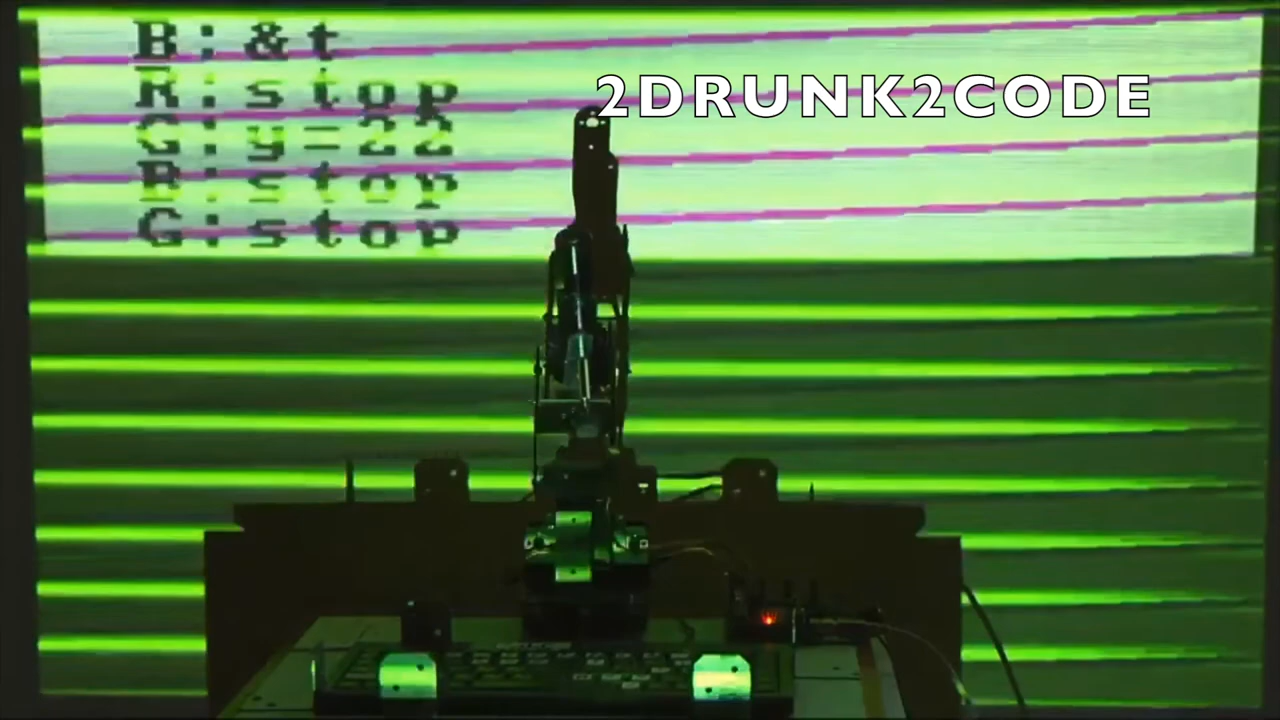 B:&t
R:stop
G:y=22
R:stop
G:stop
2DRUNK2CODE